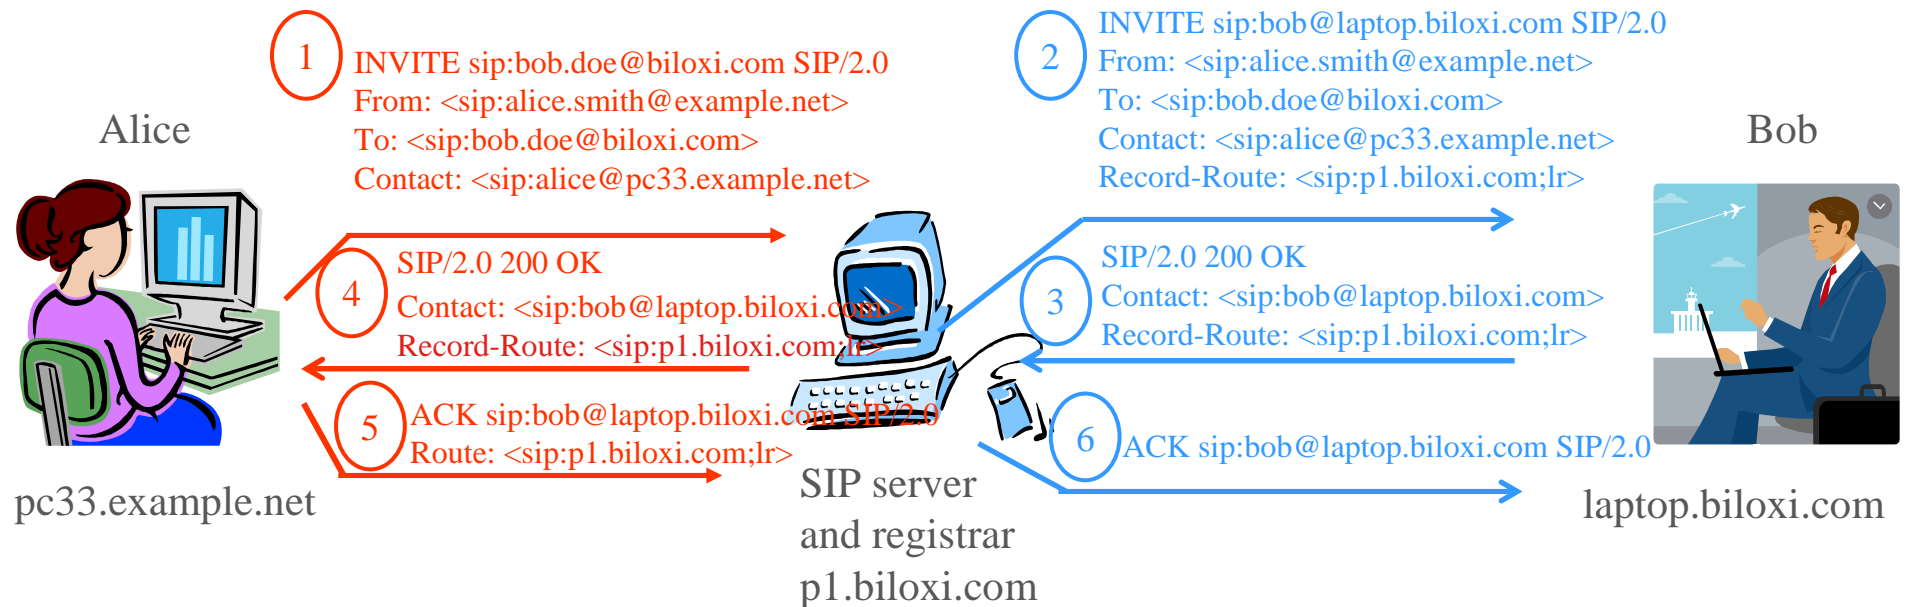 Alice
pc33.example.net
1
INVITE sip:bob.doe@biloxi.com SIP/2.0
From: <sip:alice.smith@example.net>
To: <sip:bob.doe@biloxi.com>
Contact: <sip:alice@pc33.example.net>
2
INVITE sip:bob@laptop.biloxi.com SIP/2.0
From: <sip:alice.smith@example.net>
To: <sip:bob.doe@biloxi.com>
Contact: <sip:alice@pc33.example.net>
Record-Route: <sip:p1.biloxi.com;lr>
3
SIP/2.0 200 OK
Contact: <sip:bob@laptop.biloxi.com>
Record-Route: <sip:p1.biloxi.com;lr>
4
SIP/2.0 200 OK
Contact: <sip:bob@laptop.biloxi.com>
Record-Route: <sip:p1.biloxi.com;lr>
5
ACK sip:bob@laptop.biloxi.com SIP/2.0
Route: <sip:p1.biloxi.com;lr>
6
ACK sip:bob@laptop.biloxi.com SIP/2.0
SIP server
and registrar
p1.biloxi.com
Bob
laptop.biloxi.com